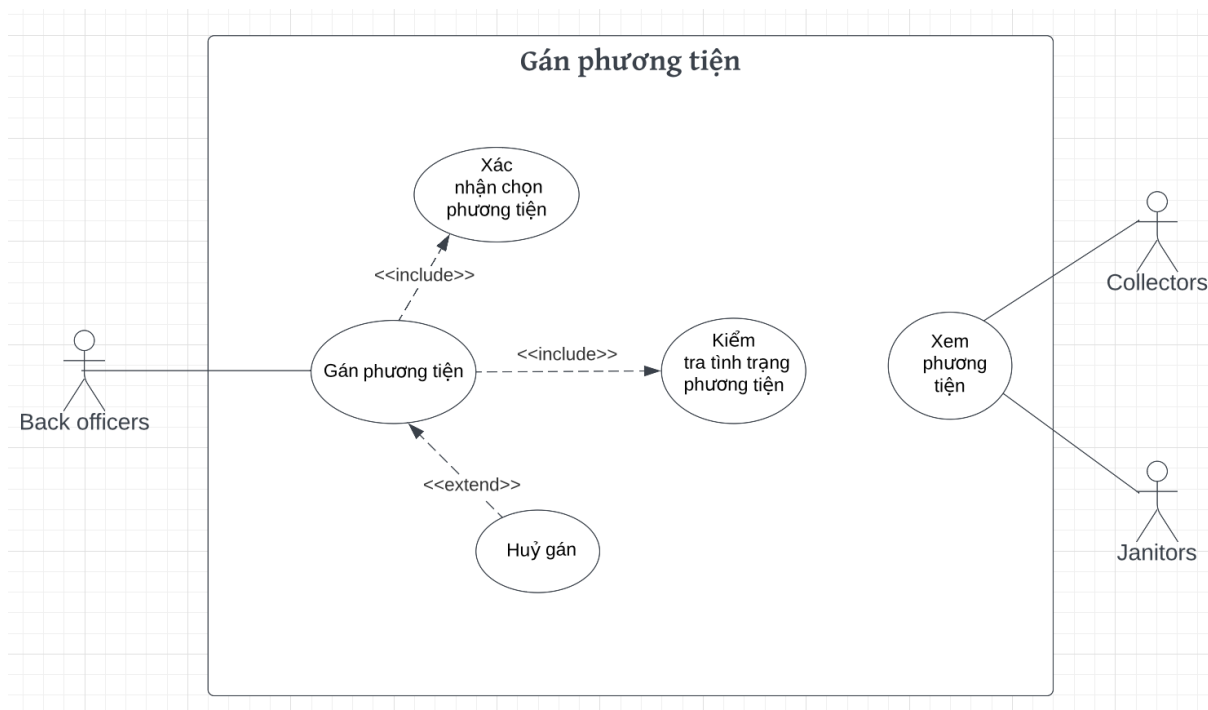 Gán phương tiện
Xác
nhận chọn
phương tiện
<<include>>
Collectors
Gán phương tiện
<<include>>
Kiểm
tra tình trạng
phương tiện
Xem
phương
tiện
Back officers
<<extend>>
Huỷ gán
Janitors